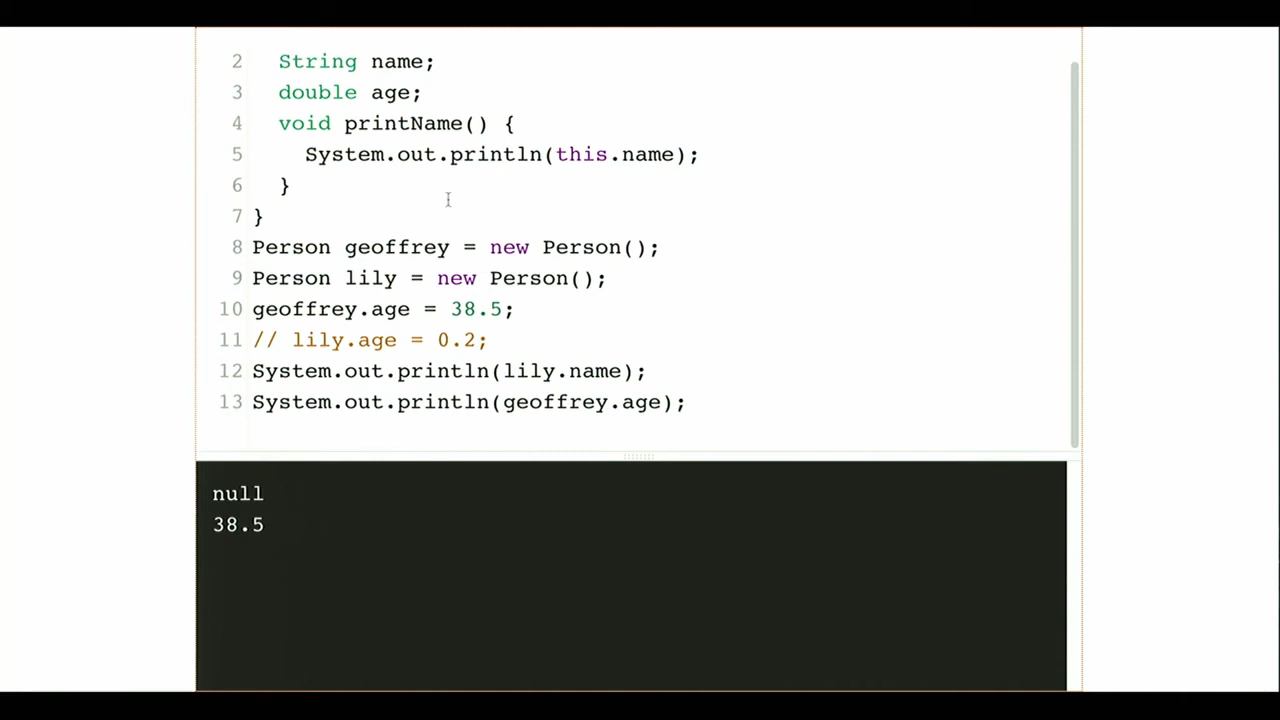 2 String name;
3 double age;
4 void printName() {
5 System.out.println(this.name);
6 }
7 }
8 Person geoffrey = new Person();
9 Person lily = new Person();
10 geoffrey.age = 38.5;
11 // lily.age = 0.2;
12 System.out.println(lily.name);
13 System.out.println(geoffrey.age);
null
38.5